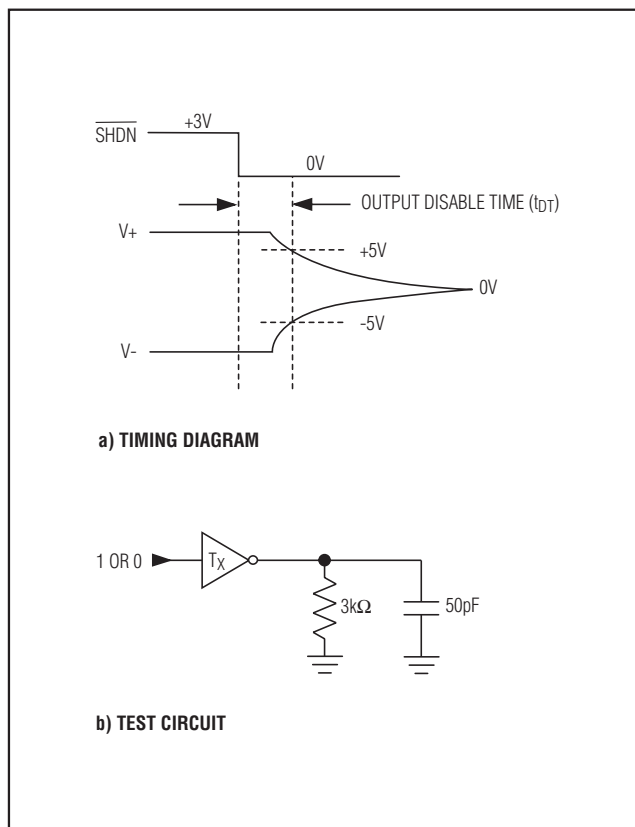 +3V
SHDN
0V
OUTPUT DISABLE TIME (tDT)
V+
+5V
0V
-5V
V-
a) TIMING DIAGRAM
1 OR 0
TX
3kΩ
50pF
b) TEST CIRCUIT